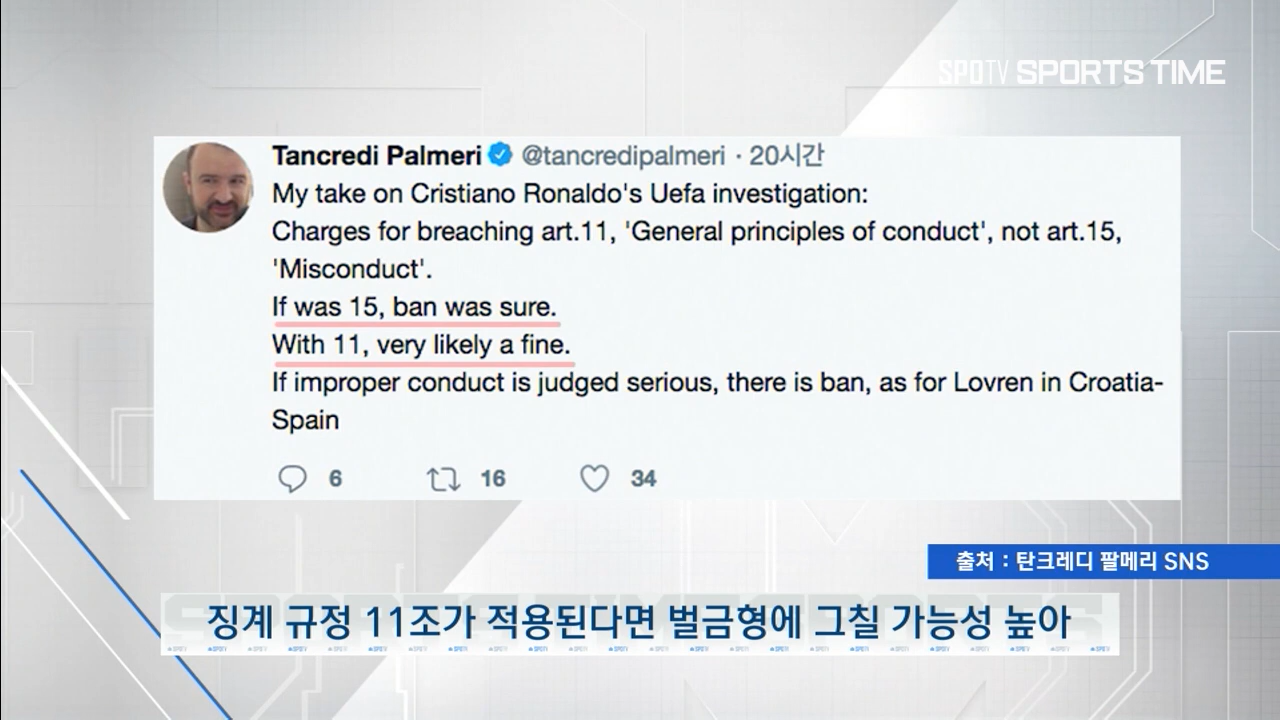 SPOTV SPORTS TIME
Tancredi Palmeri @tancredipalmeri · 20시간
My take on Cristiano Ronaldo's Uefa investigation:
Charges for breaching art.11, 'General principles of conduct', not art.15,
'Misconduct'.
If was 15, ban was sure.
With 11, very likely a fine.
If improper conduct is judged serious, there is ban, as for Lovren in Croatia-
Spain
6 16 34
출처 : 탄크레디 팔메리 SNS
징계 규정 11조가 적용된다면 벌금형에 그칠 가능성 높아